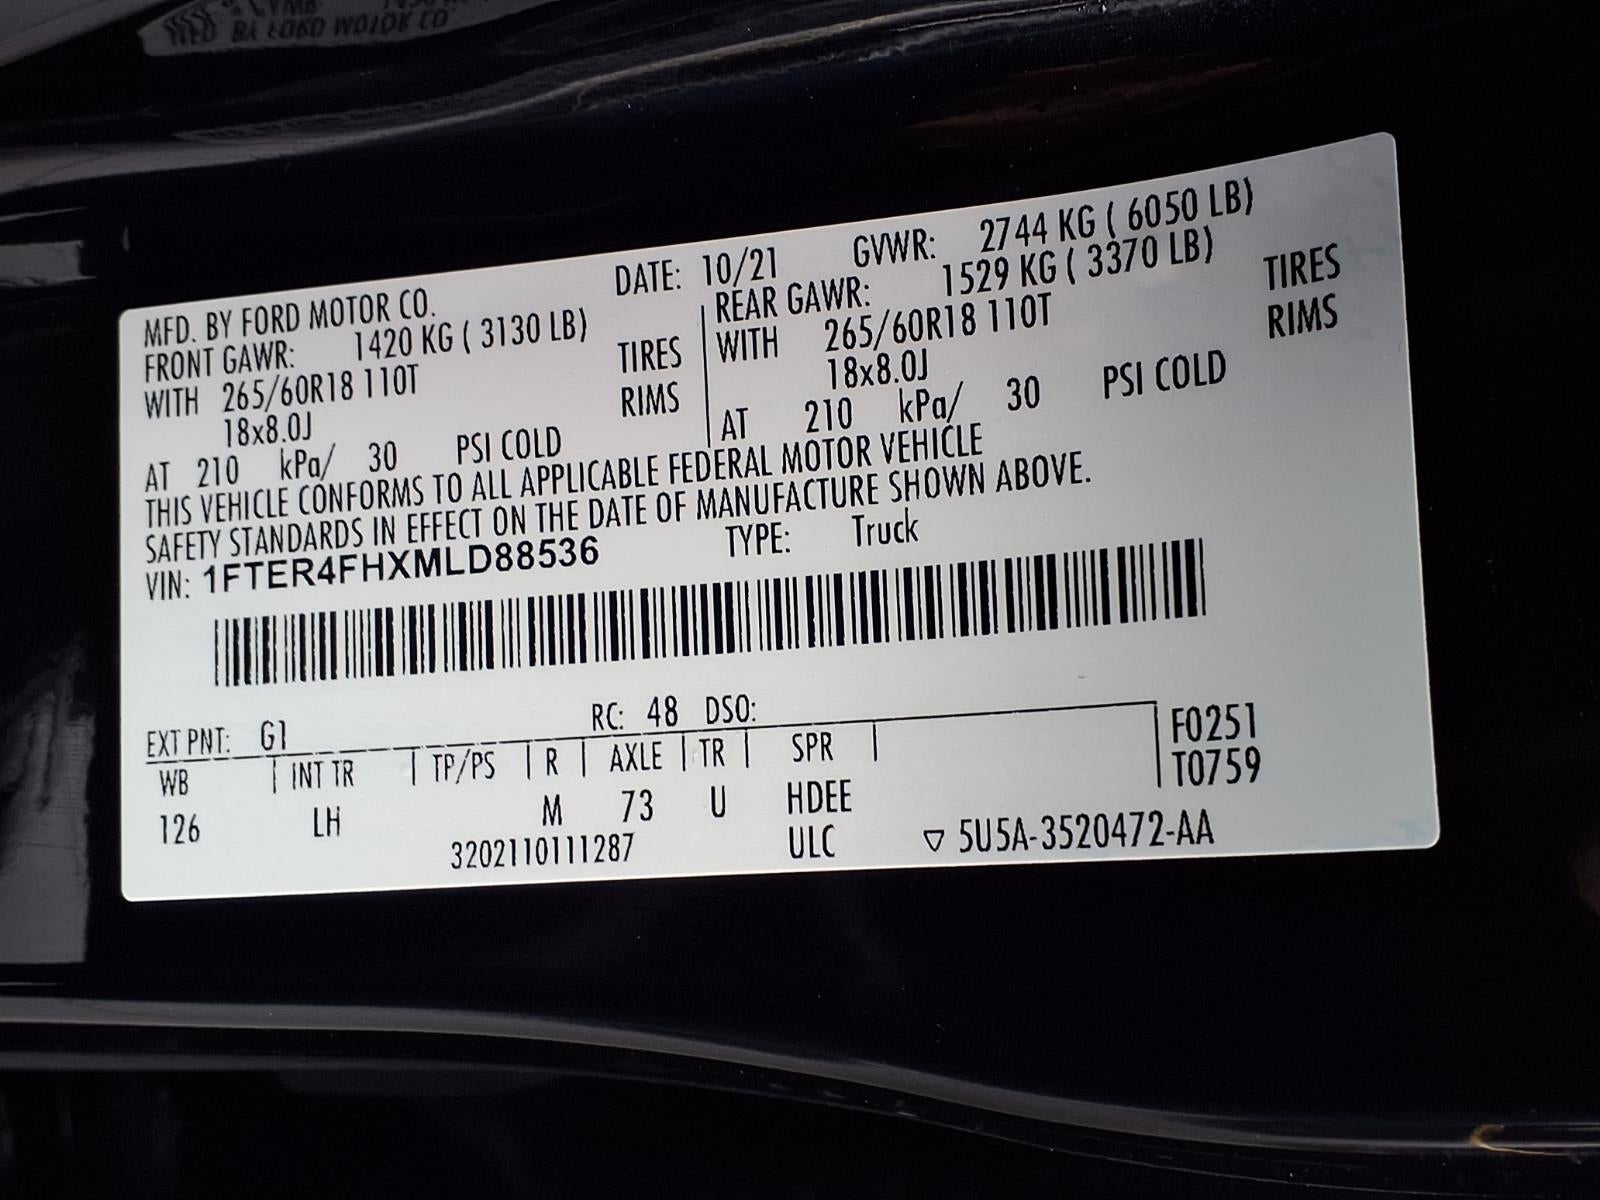 MFD. BY FORD MOTOR CO. DATE: 10/21 GVWR: 2744 KG ( 6050 LB)
FRONT GAWR: 1420 KG ( 3130 LB) REAR GAWR: 1529 KG ( 3370 LB)
WITH 265/60R18 110T TIRES WITH 265/60R18 110T TIRES
18x8.0J RIMS 18x8.0J RIMS
AT 210 kPa/ 30 PSI COLD AT 210 kPa/ 30 PSI COLD
THIS VEHICLE CONFORMS TO ALL APPLICABLE FEDERAL MOTOR VEHICLE
SAFETY STANDARDS IN EFFECT ON THE DATE OF MANUFACTURE SHOWN ABOVE.
VIN: 1FTER4FHXMLD88536 TYPE: Truck
EXT PNT: G1 RC: 48 DSO: F0251
WB INT TR TP/PS R AXLE TR SPR T0759
126 LH M 73 U HDEE
3202110111287 ULC ▽ 5U5A-3520472-AA